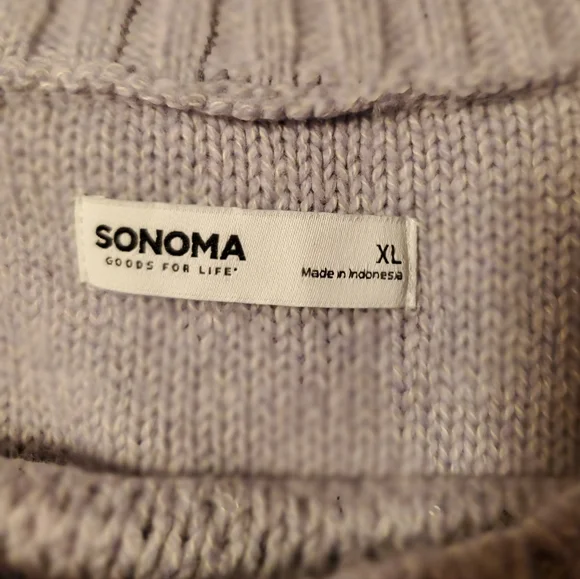 SONOMA
GOODS FOR LIFE®
XL
Made in Indonesia